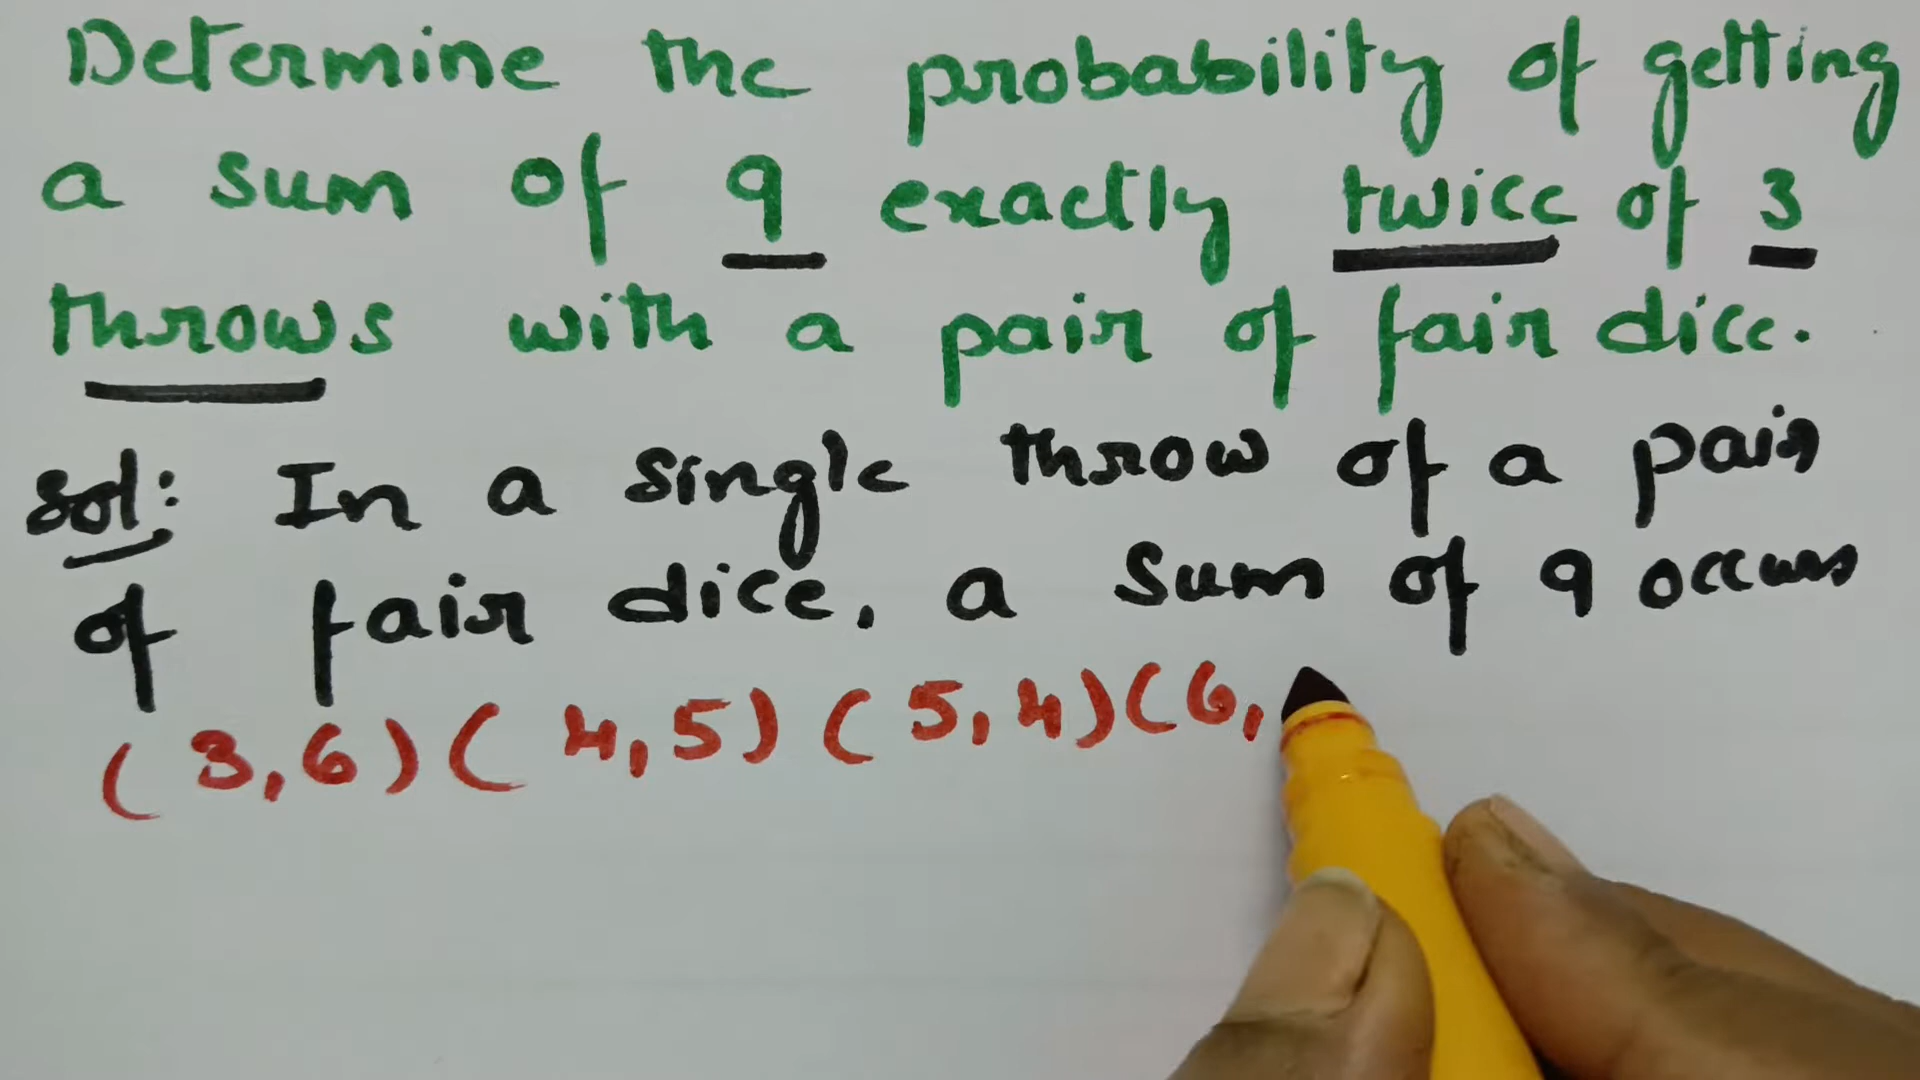 Determine the probability of getting
a sum of 9 exactly twice of 3
throws with a pair of fair dice.
Sol: In a single throw of a pair
of fair dice, a sum of 9 occurs
(3,6) (4,5) (5,4) (6,